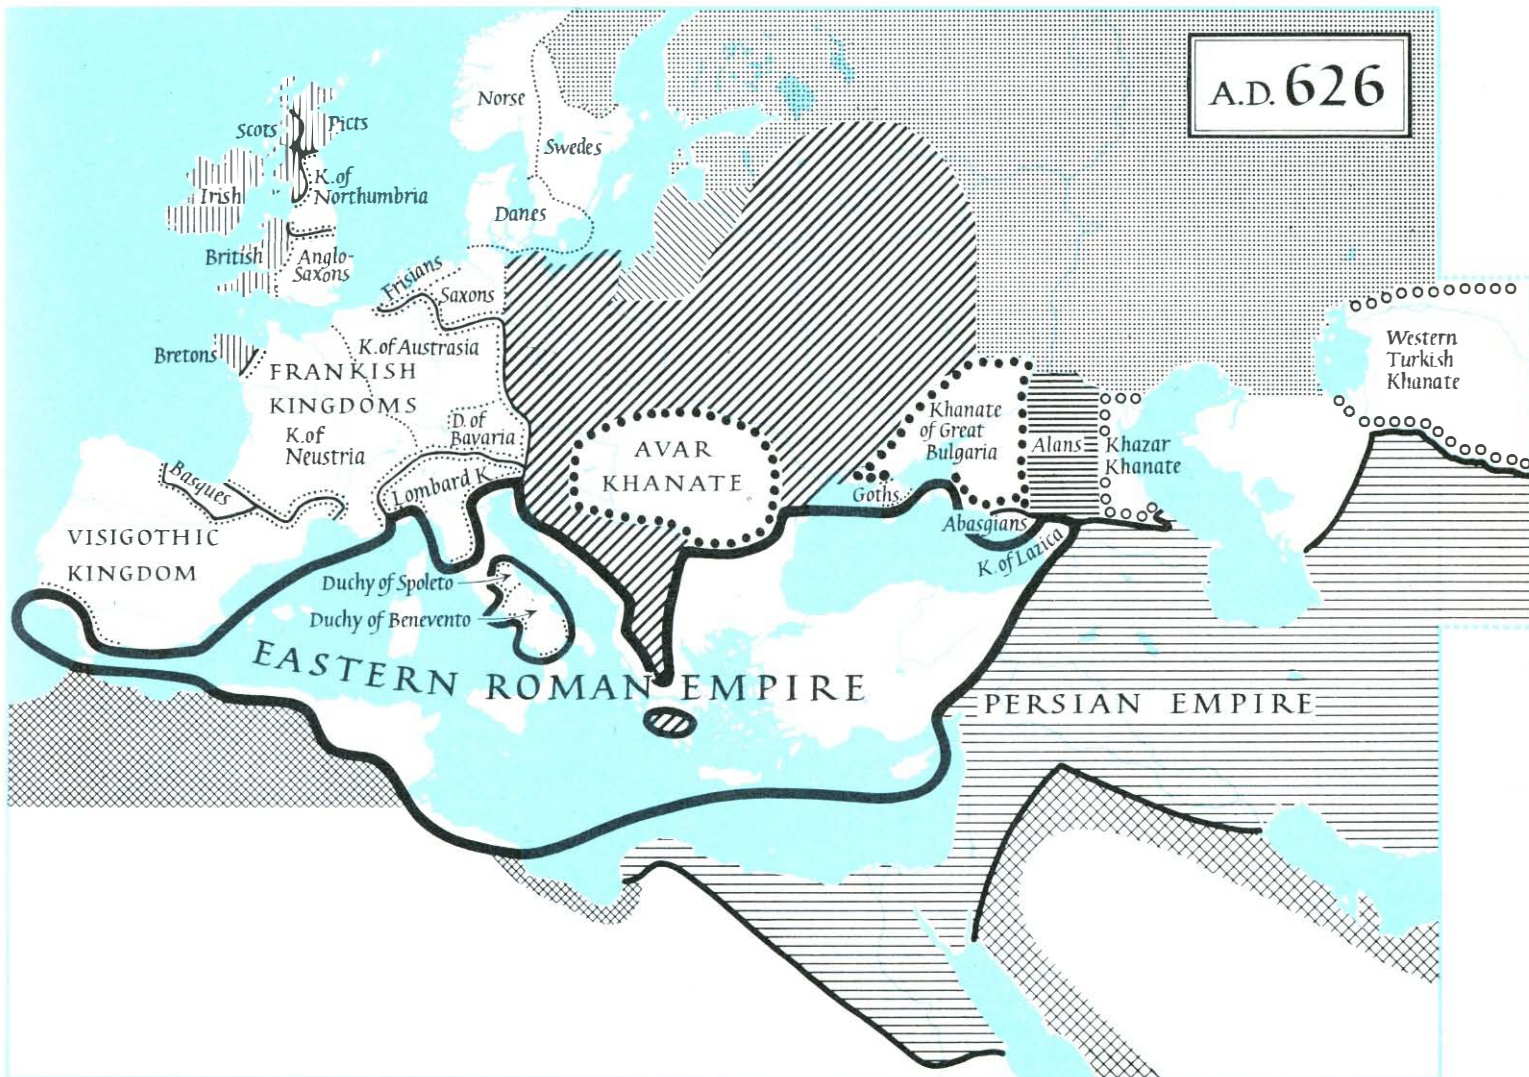 A.D. 626
Norse
Swedes
Danes
Scots
Picts
K. of
Northumbria
Irish
British
Anglo-
Saxons
Frisians
Saxons
Bretons
K. of Austrasia
FRANKISH
KINGDOMS
K. of
Neustria
D. of
Bavaria
Basques
Lombard K.
VISIGOTHIC
KINGDOM
AVAR
KHANATE
Khanate
of Great
Bulgaria
Alans
Khazar
Khanate
Western
Turkish
Khanate
Goths
Abasgians
K. of Lazica
Duchy of Spoleto
Duchy of Benevento
EASTERN ROMAN EMPIRE
PERSIAN EMPIRE